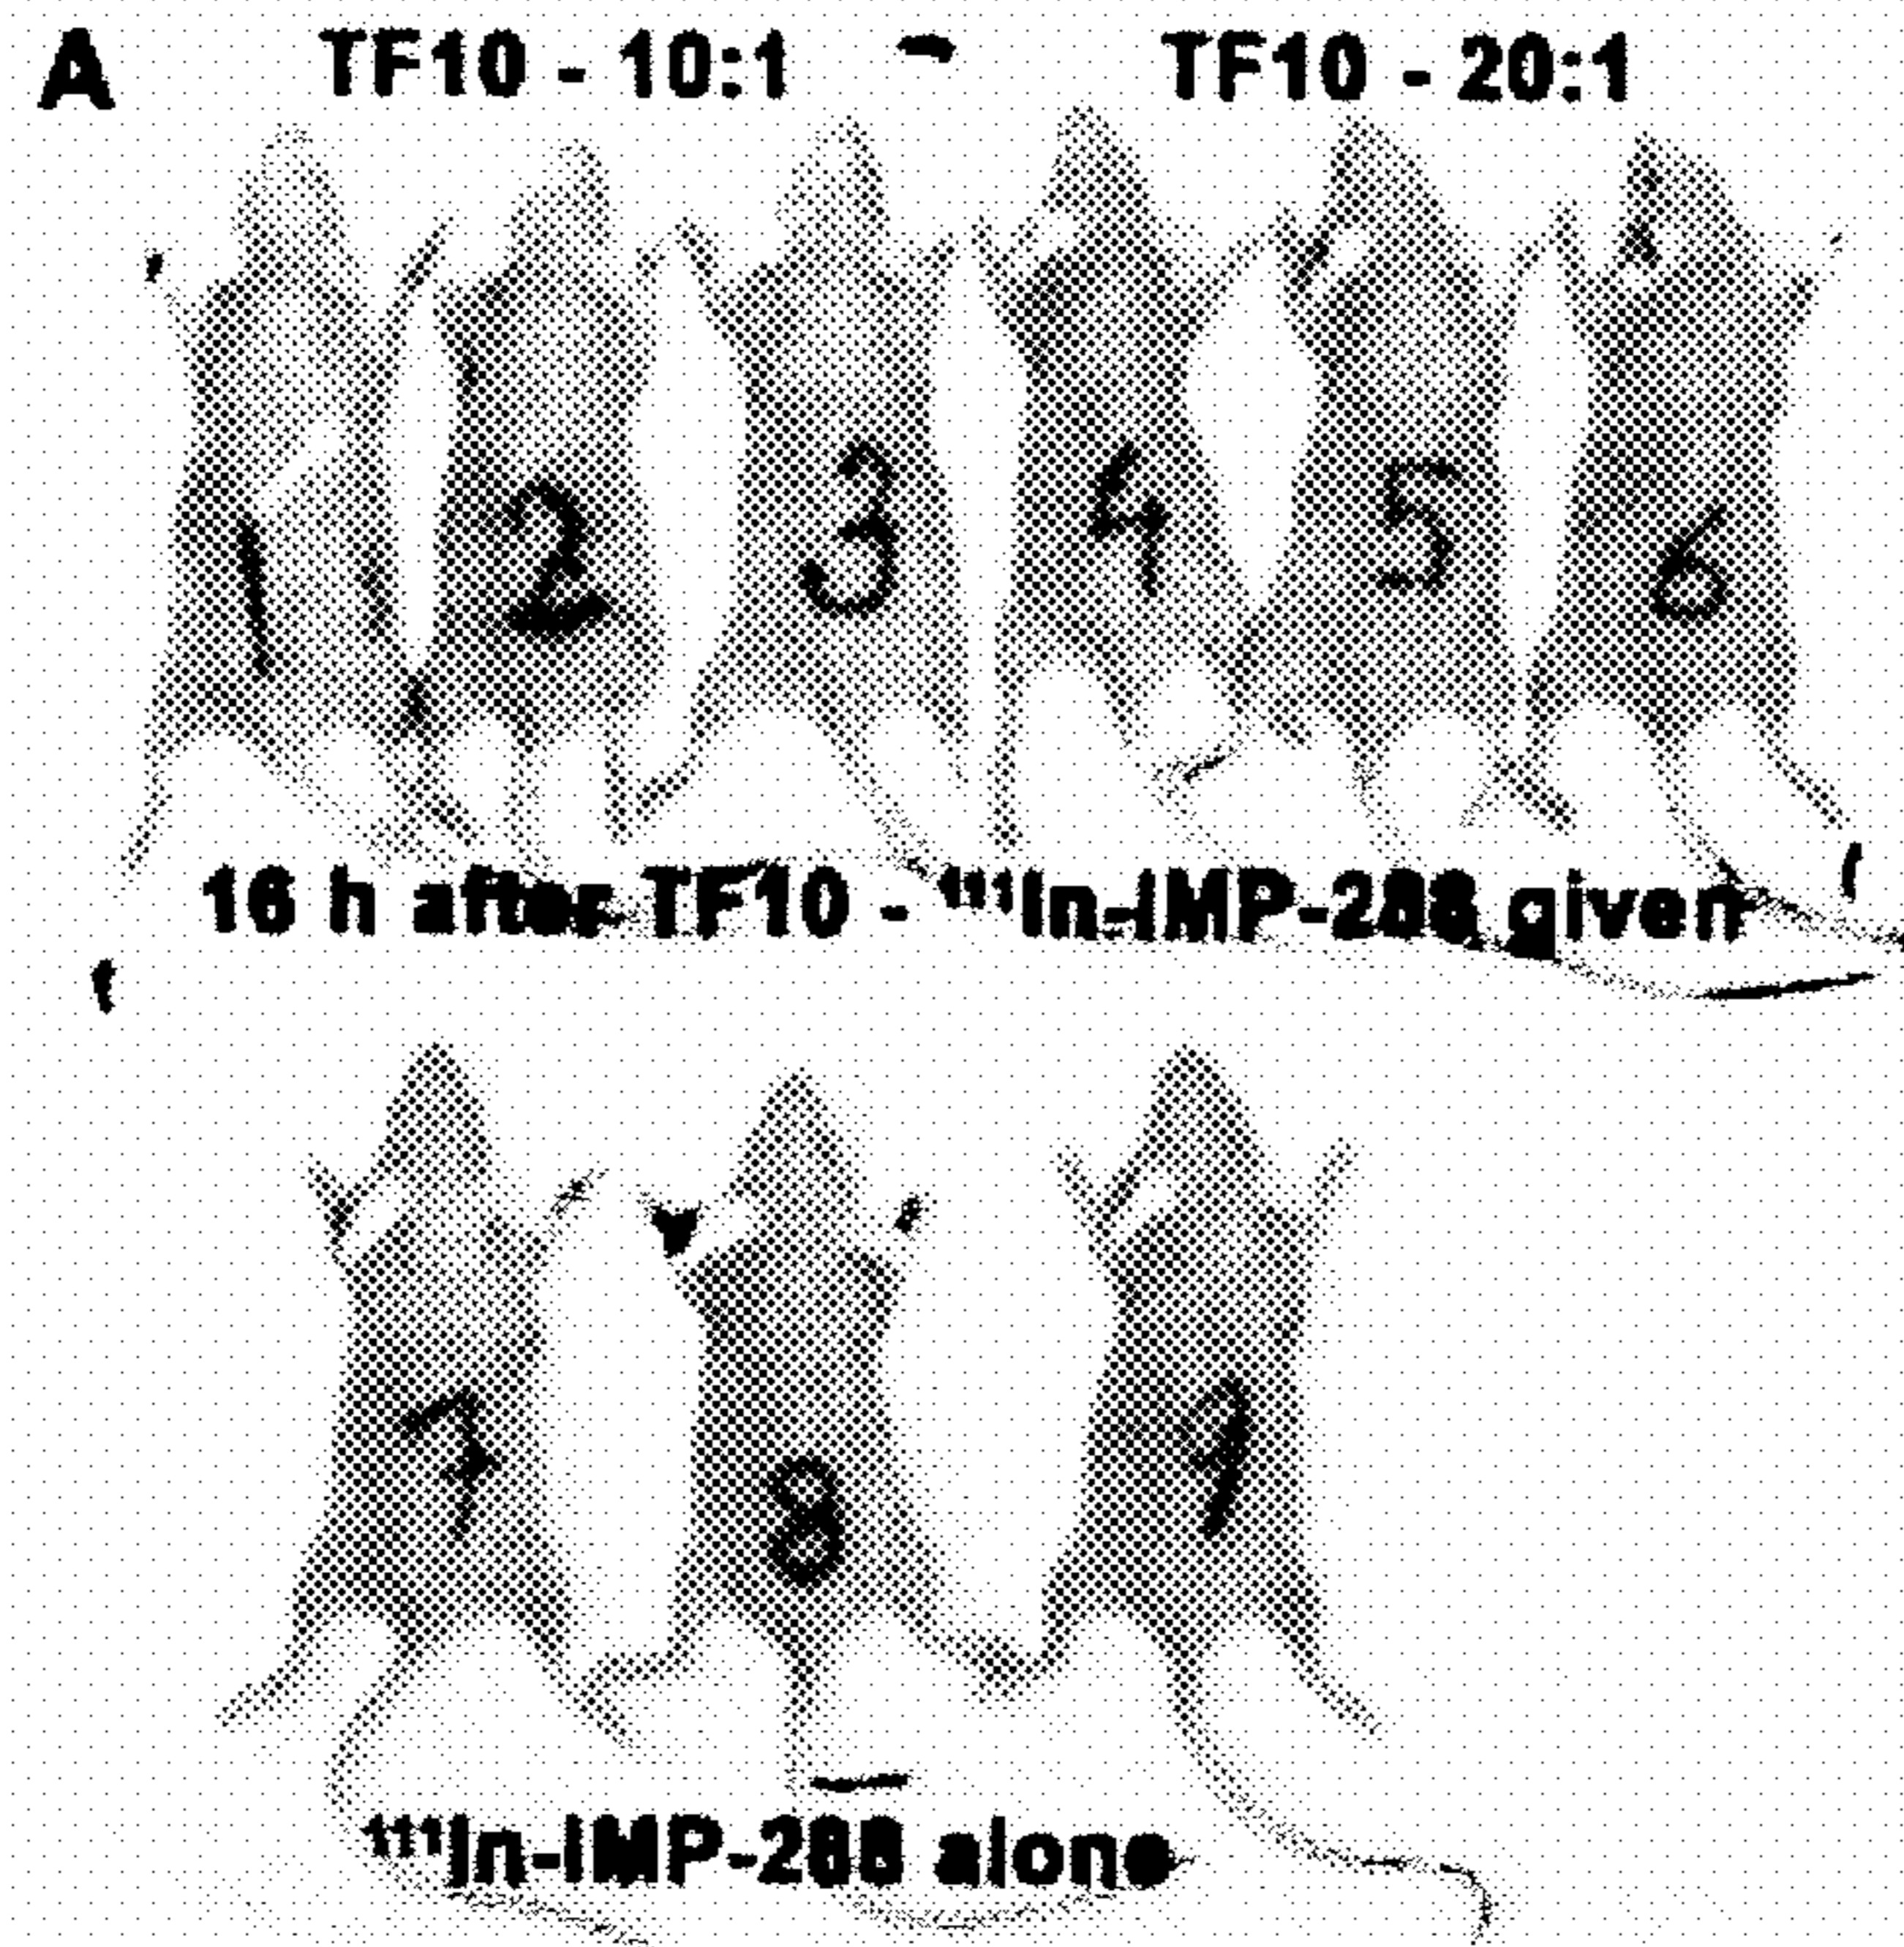 A TF10 - 10:1 TF10 - 20:1
1 2 3 4 5 6
16 h after TF10 - ¹¹¹In-IMP-288 given
7 8 9
¹¹¹In-IMP-288 alone